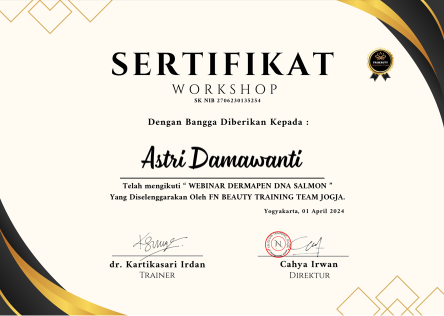 SERTIFIKAT
WORKSHOP
SK NIB 2706230135254
Dengan Bangga Diberikan Kepada :
Astri Damawanti
Telah mengikuti “ WEBINAR DERMAPEN DNA SALMON ”
Yang Diselenggarakan Oleh FN BEAUTY TRAINING TEAM JOGJA.
Yogyakarta, 01 April 2024
dr. Kartikasari Irdan
TRAINER
Cahya Irwan
DIREKTUR